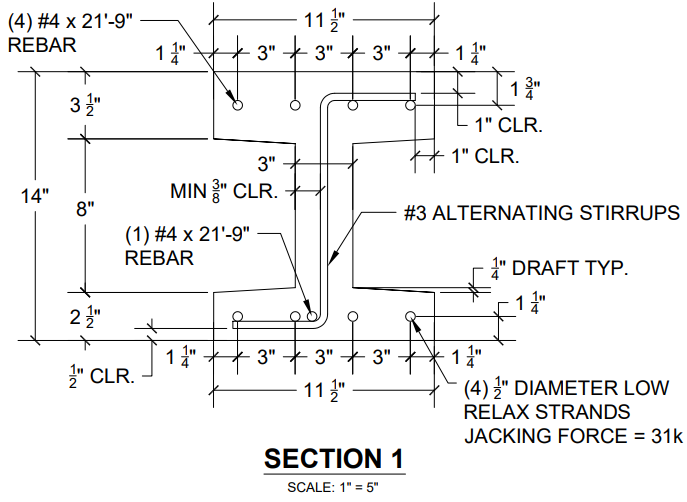 (4) #4 x 21'-9"
REBAR
11 1/2"
1 1/4"
3"
3"
3"
1 1/4"
1 3/4"
3 1/2"
1" CLR.
1" CLR.
3"
MIN 3/8" CLR.
14"
8"
#3 ALTERNATING STIRRUPS
(1) #4 x 21'-9"
REBAR
1/4" DRAFT TYP.
1 1/4"
2 1/2"
1 1/4"
3"
3"
3"
1 1/4"
1/2" CLR.
11 1/2"
(4) 1/2" DIAMETER LOW
RELAX STRANDS
JACKING FORCE = 31k
SECTION 1
SCALE: 1" = 5"